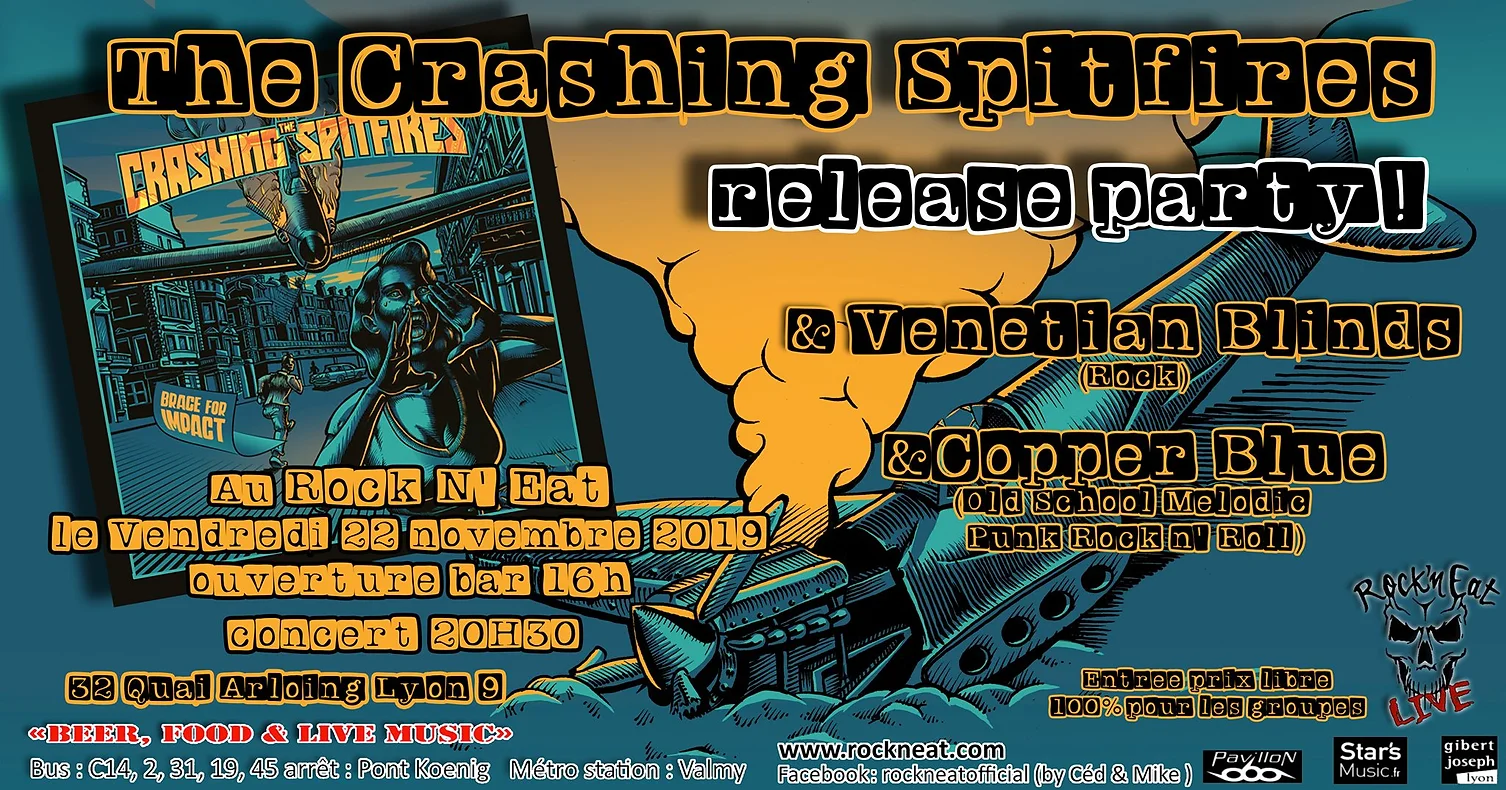 The Crashing Spitfires
release party!
THE
CRASHING SPITFIRES
BRACE FOR
IMPACT
& Venetian Blinds
(Rock)
&Copper Blue
(Old School Melodic
Punk Rock n' Roll)
Au Rock N' Eat
le Vendredi 22 novembre 2019
ouverture bar 16h
concert 20H30
32 Quai Arloing Lyon 9
«BEER, FOOD & LIVE MUSIC»
Bus : C14, 2, 31, 19, 45 arrêt : Pont Koenig Métro station : Valmy
Entree prix libre
100% pour les groupes
Rock'n Eat
LIVE
www.rockneat.com
Facebook: rockneatofficial (by Céd & Mike )
PAVILLON
Star's
Music.fr
gibert
joseph
lyon